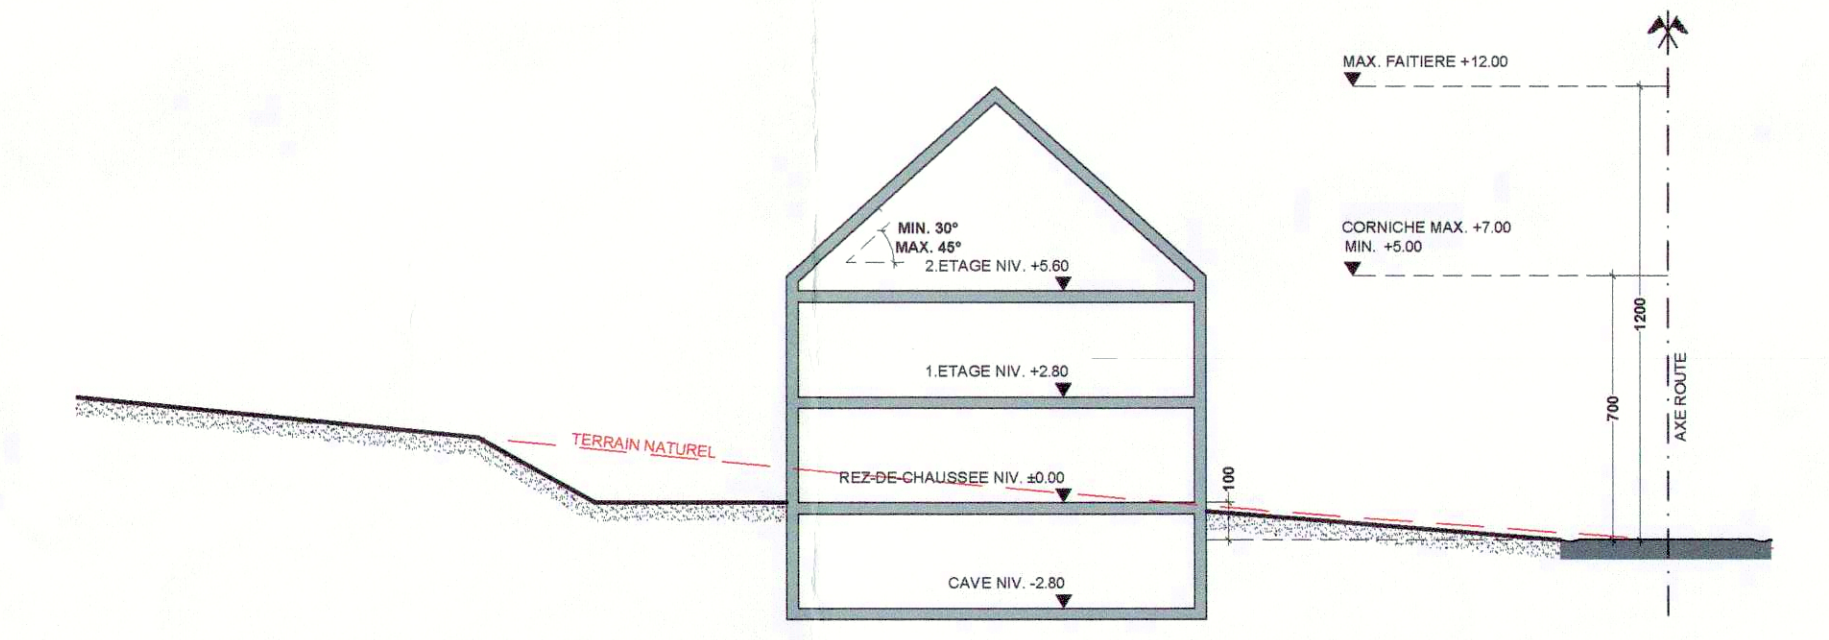 MAX. FAITIERE +12.00
MIN. 30°
MAX. 45°
CORNICHE MAX. +7.00
MIN. +5.00
2.ETAGE NIV. +5.60
1200
1.ETAGE NIV. +2.80
AXE ROUTE
700
TERRAIN NATUREL
REZ-DE-CHAUSSEE NIV. ±0.00
100
CAVE NIV. -2.80